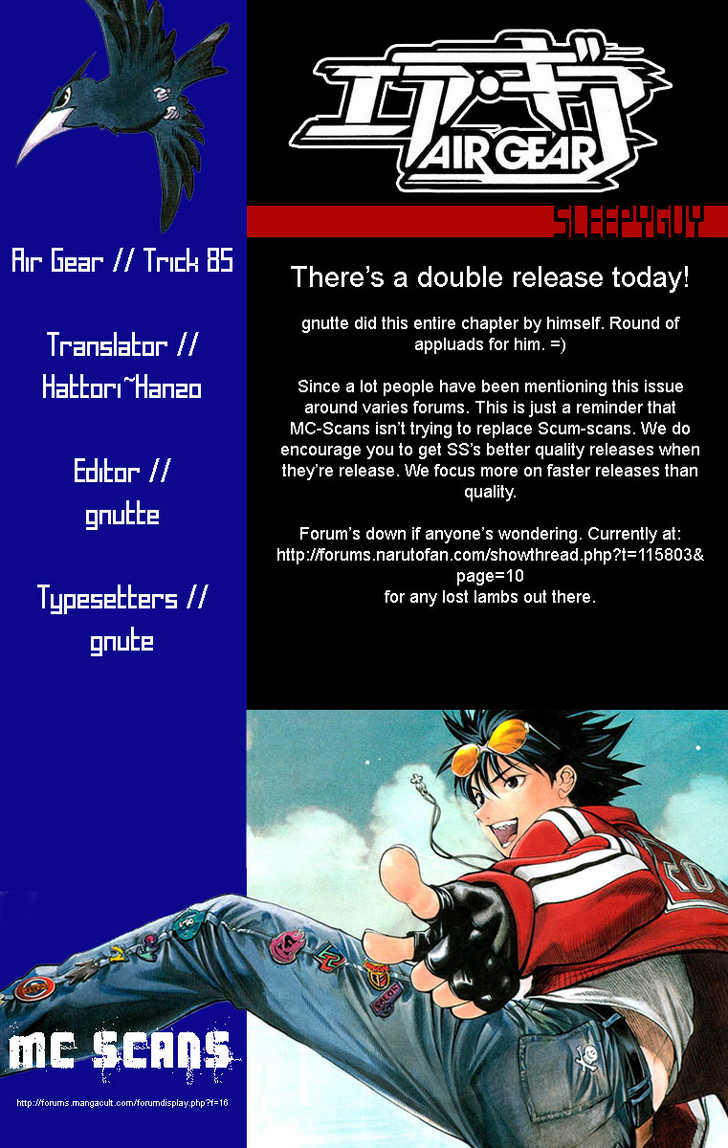 エア・ギア
AIR GEAR
SLEEPYGUY
Air Gear // Trick 85
Translator //
Hattori~Hanzo
Editor //
gnutte
Typesetters //
gnute
There's a double release today!
gnutte did this entire chapter by himself. Round of
appluads for him. =)
Since a lot people have been mentioning this issue
around varies forums. This is just a reminder that
MC-Scans isn't trying to replace Scum-scans. We do
encourage you to get SS's better quality releases when
they're release. We focus more on faster releases than
quality.
Forum's down if anyone's wondering. Currently at:
http://forums.narutofan.com/showthread.php?t=115803&
page=10
for any lost lambs out there.
MC SCANS
http://forums.mangacult.com/forumdisplay.php?f=16